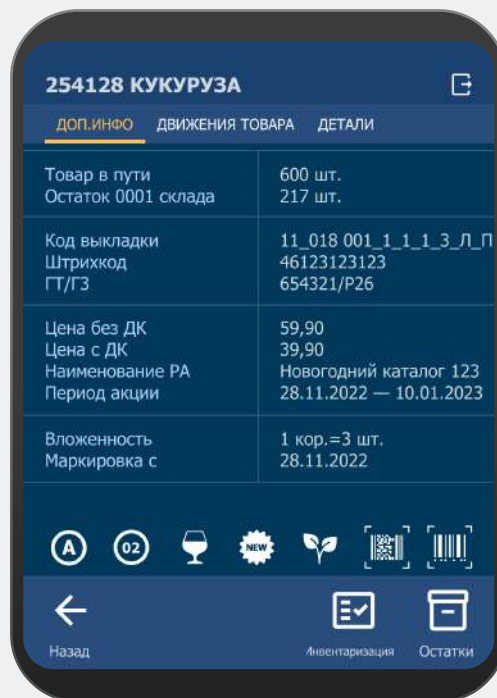 254128 КУКУРУЗА
ДОП.ИНФО ДВИЖЕНИЯ ТОВАРА ДЕТАЛИ
Товар в пути 600 шт.
Остаток 0001 склада 217 шт.
Код выкладки 11_018 001_1_1_1_3_Л_П
Штрихкод 46123123123
ГТ/ГЗ 654321/Р26
Цена без ДК 59,90
Цена с ДК 39,90
Наименование РА Новогодний каталог 123
Период акции 28.11.2022 — 10.01.2023
Вложенность 1 кор.=3 шт.
Маркировка с 28.11.2022
A 02 NEW
Назад Инвентаризация Остатки